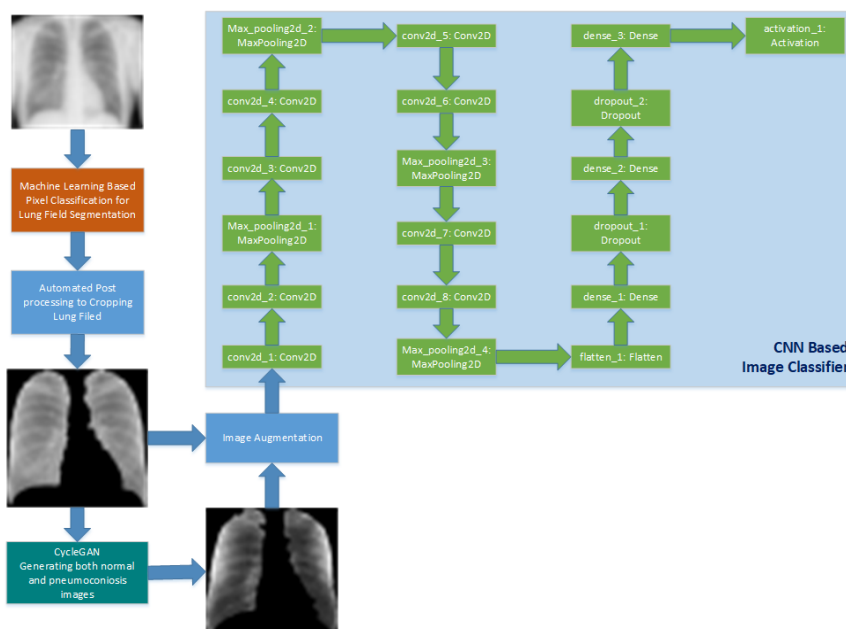 Machine Learning Based
Pixel Classification for
Lung Field Segmentation
Automated Post
processing to Cropping
Lung Filed
CycleGAN
Generating both normal
and pneumoconiosis
images
Image Augmentation
conv2d_1: Conv2D
conv2d_2: Conv2D
Max_pooling2d_1:
MaxPooling2D
conv2d_3: Conv2D
conv2d_4: Conv2D
Max_pooling2d_2:
MaxPooling2D
conv2d_5: Conv2D
conv2d_6: Conv2D
Max_pooling2d_3:
MaxPooling2D
conv2d_7: Conv2D
conv2d_8: Conv2D
Max_pooling2d_4:
MaxPooling2D
flatten_1: Flatten
dense_1: Dense
dropout_1:
Dropout
dense_2: Dense
dropout_2:
Dropout
dense_3: Dense
activation_1:
Activation
CNN Based
Image Classifier